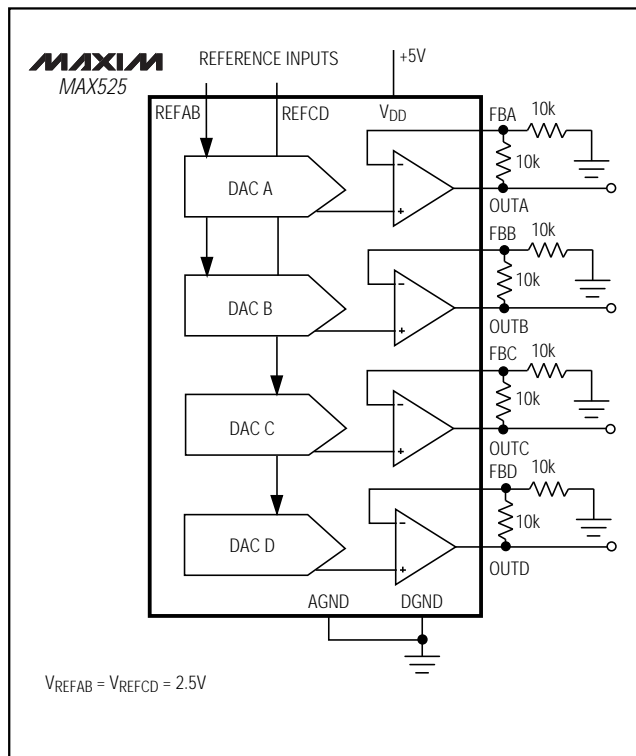 MAXIM
MAX525
REFERENCE INPUTS
+5V
REFAB
REFCD
VDD
FBA
10k
10k
DAC A
-
+
OUTA
FBB
10k
10k
DAC B
-
+
OUTB
FBC
10k
10k
DAC C
-
+
OUTC
FBD
10k
10k
DAC D
-
+
OUTD
AGND
DGND
VREFAB = VREFCD = 2.5V